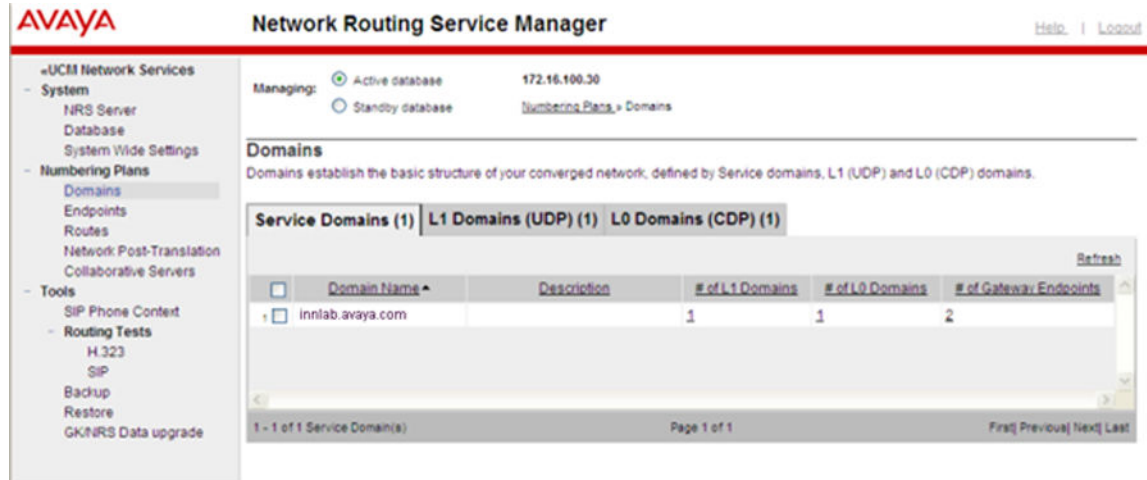 AVAYA
Network Routing Service Manager
Help | Logout
«UCM Network Services
- System
NRS Server
Database
System Wide Settings
- Numbering Plans
Domains
Endpoints
Routes
Network Post-Translation
Collaborative Servers
- Tools
SIP Phone Context
- Routing Tests
H.323
SIP
Backup
Restore
GK/NRS Data upgrade
Managing: Active database 172.16.100.30
Standby database Numbering Plans » Domains
Domains
Domains establish the basic structure of your converged network, defined by Service domains, L1 (UDP) and L0 (CDP) domains.
Service Domains (1) L1 Domains (UDP) (1) L0 Domains (CDP) (1)
Refresh
Domain Name Description # of L1 Domains # of L0 Domains # of Gateway Endpoints
1 innlab.avaya.com 1 1 2
1 - 1 of 1 Service Domain(s) Page 1 of 1 First| Previous| Next| Last